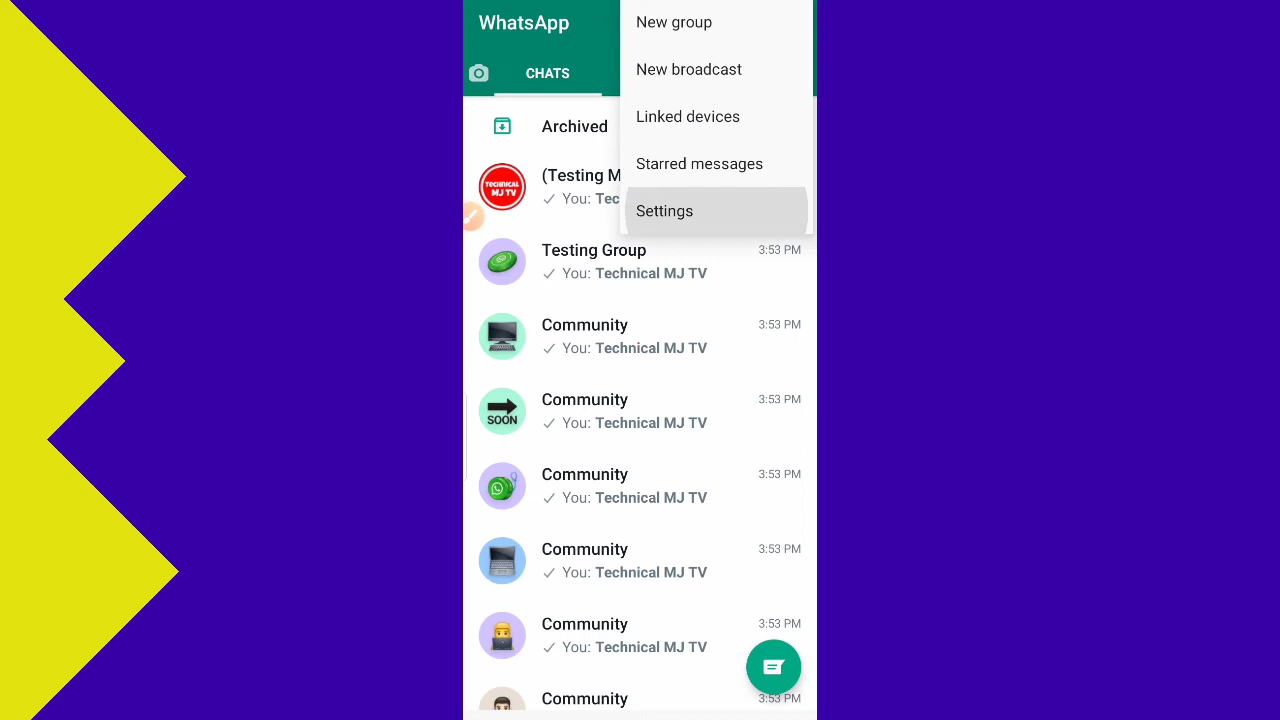 WhatsApp
New group
CHATS
New broadcast
Linked devices
Archived
Starred messages
TECHNICAL
MJ TV
(Testing M
You: Tec
Settings
Testing Group 3:53 PM
You: Technical MJ TV
Community 3:53 PM
You: Technical MJ TV
Community 3:53 PM
SOON
You: Technical MJ TV
Community 3:53 PM
You: Technical MJ TV
Community 3:53 PM
You: Technical MJ TV
Community 3:53 PM
You: Technical MJ TV
Community 3:53 PM